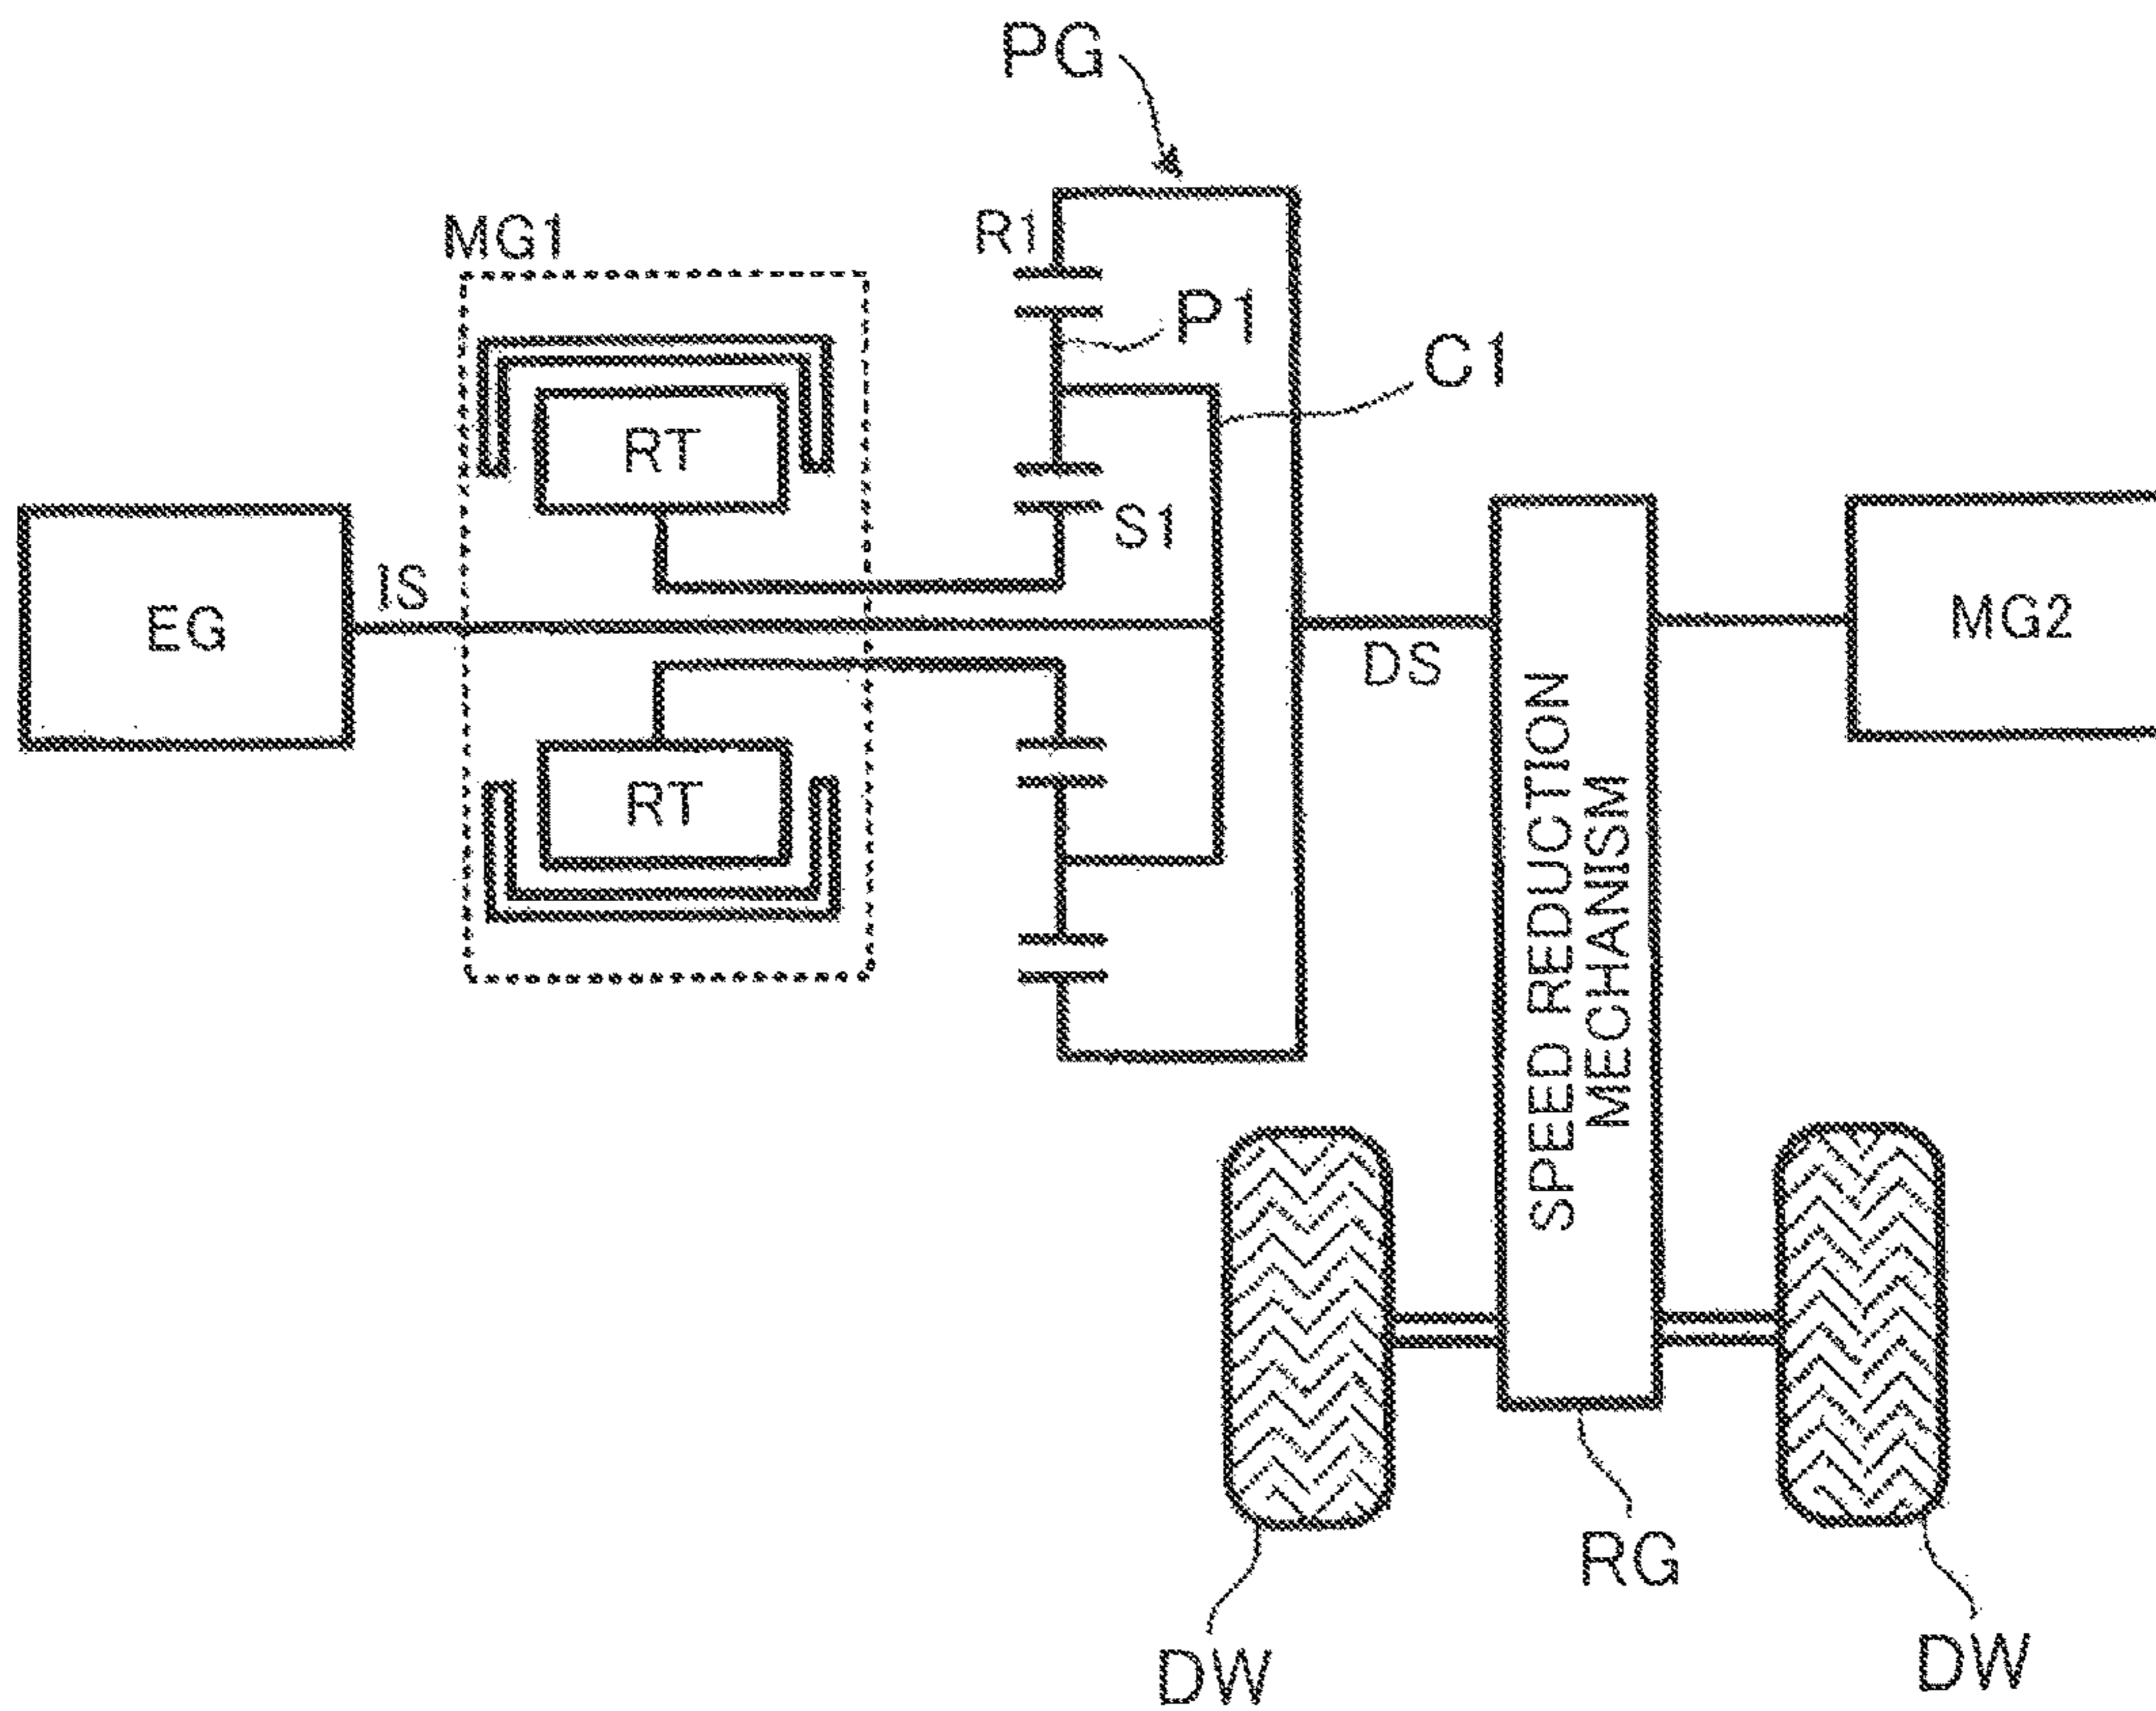 PG
MG1
R1
P1
C1
RT
S1
IS
EG
MG2
DS
RT
SPEED REDUCTION
MECHANISM
RG
DW
DW